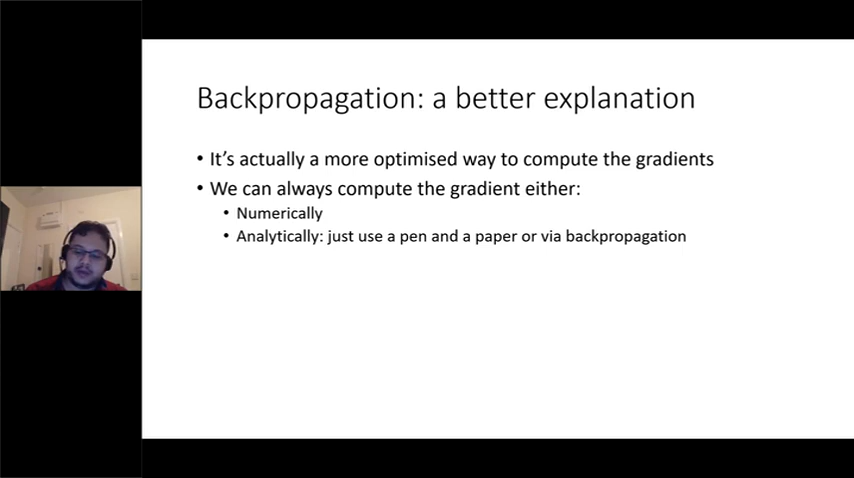 Backpropagation: a better explanation
• It's actually a more optimised way to compute the gradients
• We can always compute the gradient either:
• Numerically
• Analytically: just use a pen and a paper or via backpropagation